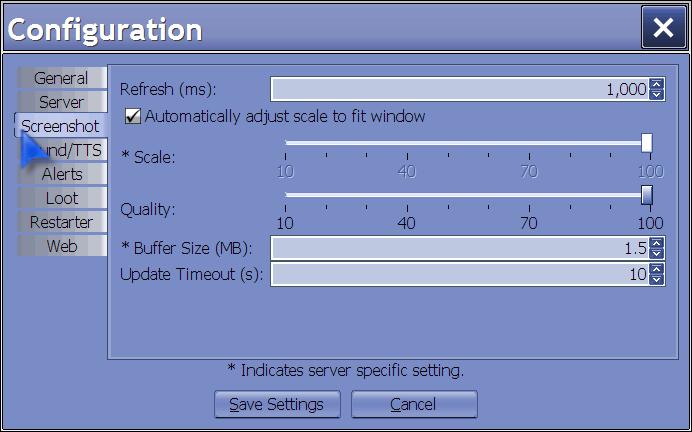 Configuration
General
Server
Screenshot
und/TTS
Alerts
Loot
Restarter
Web
Refresh (ms): 1,000
Automatically adjust scale to fit window
* Scale:
10 40 70 100
Quality:
10 40 70 100
* Buffer Size (MB): 1.5
Update Timeout (s): 10
* Indicates server specific setting.
Save Settings Cancel